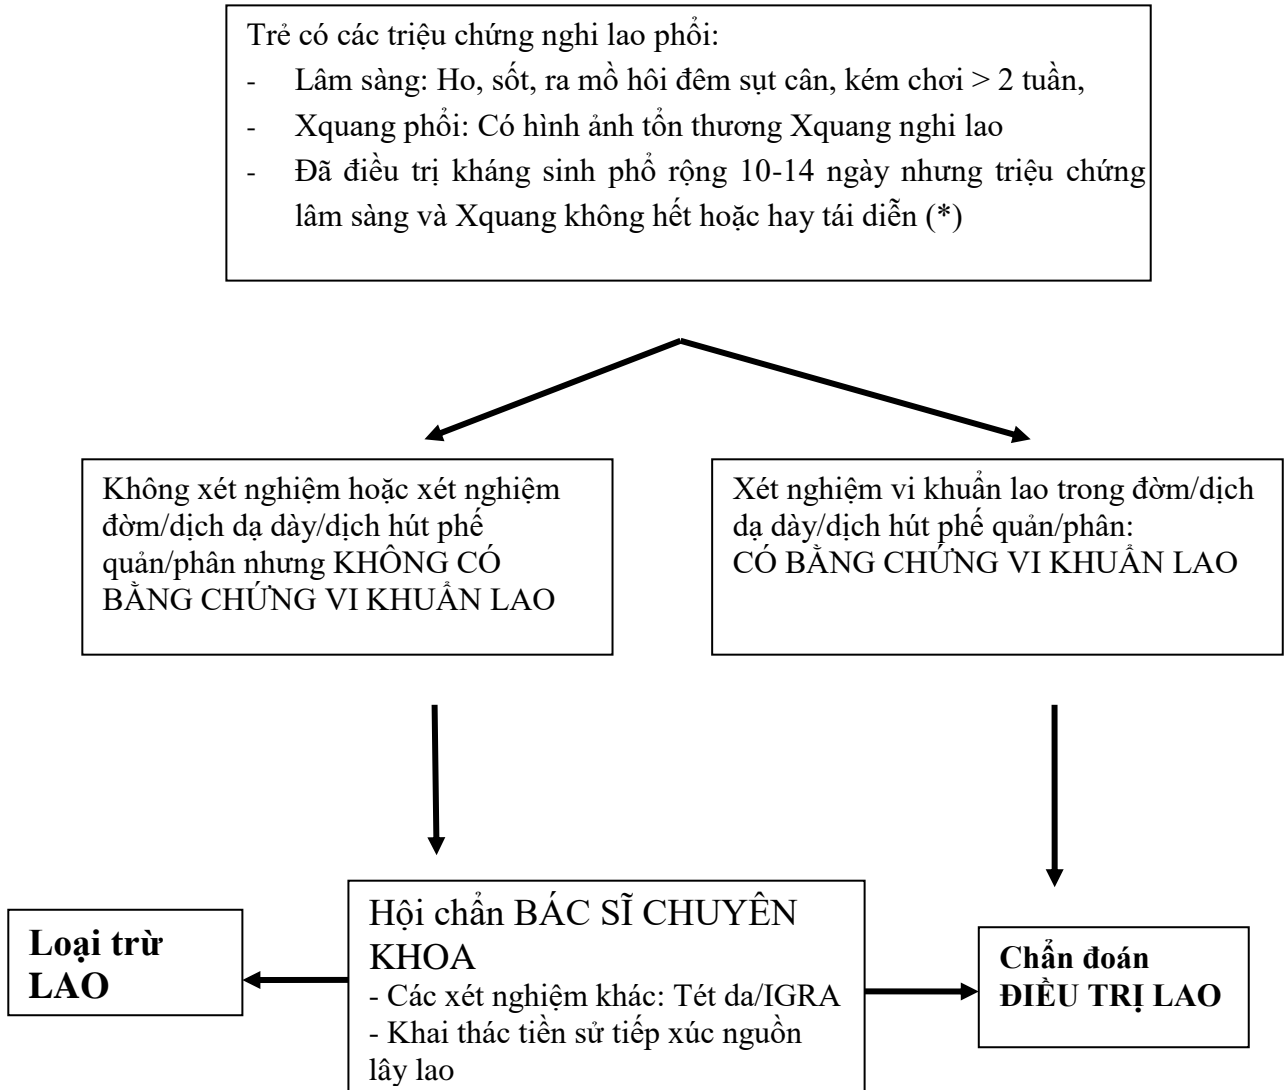 Trẻ có các triệu chứng nghi lao phổi:
- Lâm sàng: Ho, sốt, ra mồ hôi đêm sụt cân, kém chơi > 2 tuần,
- Xquang phổi: Có hình ảnh tổn thương Xquang nghi lao
- Đã điều trị kháng sinh phổ rộng 10-14 ngày nhưng triệu chứng
lâm sàng và Xquang không hết hoặc hay tái diễn (*)
Không xét nghiệm hoặc xét nghiệm
đờm/dịch dạ dày/dịch hút phế
quản/phân nhưng KHÔNG CÓ
BẰNG CHỨNG VI KHUẨN LAO
Xét nghiệm vi khuẩn lao trong đờm/dịch
dạ dày/dịch hút phế quản/phân:
CÓ BẰNG CHỨNG VI KHUẨN LAO
Loại trừ
LAO
Hội chẩn BÁC SĨ CHUYÊN
KHOA
- Các xét nghiệm khác: Tét da/IGRA
- Khai thác tiền sử tiếp xúc nguồn
lây lao
Chẩn đoán
ĐIỀU TRỊ LAO